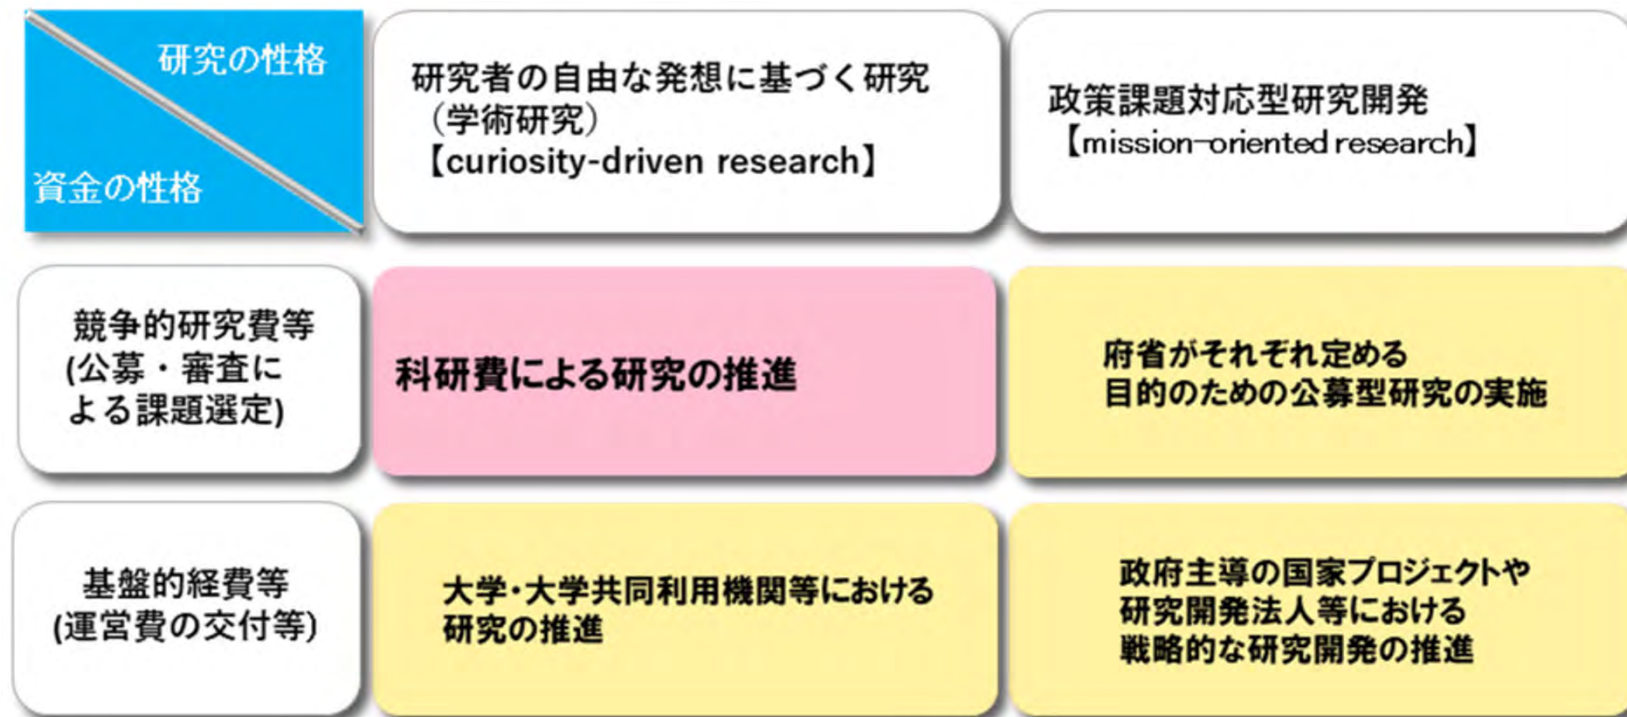 研究の性格
資金の性格
研究者の自由な発想に基づく研究
（学術研究）
【curiosity-driven research】
政策課題対応型研究開発
【mission-oriented research】
競争的研究費等
(公募・審査に
よる課題選定)
科研費による研究の推進
府省がそれぞれ定める
目的のための公募型研究の実施
基盤的経費等
(運営費の交付等)
大学・大学共同利用機関等における
研究の推進
政府主導の国家プロジェクトや
研究開発法人等における
戦略的な研究開発の推進